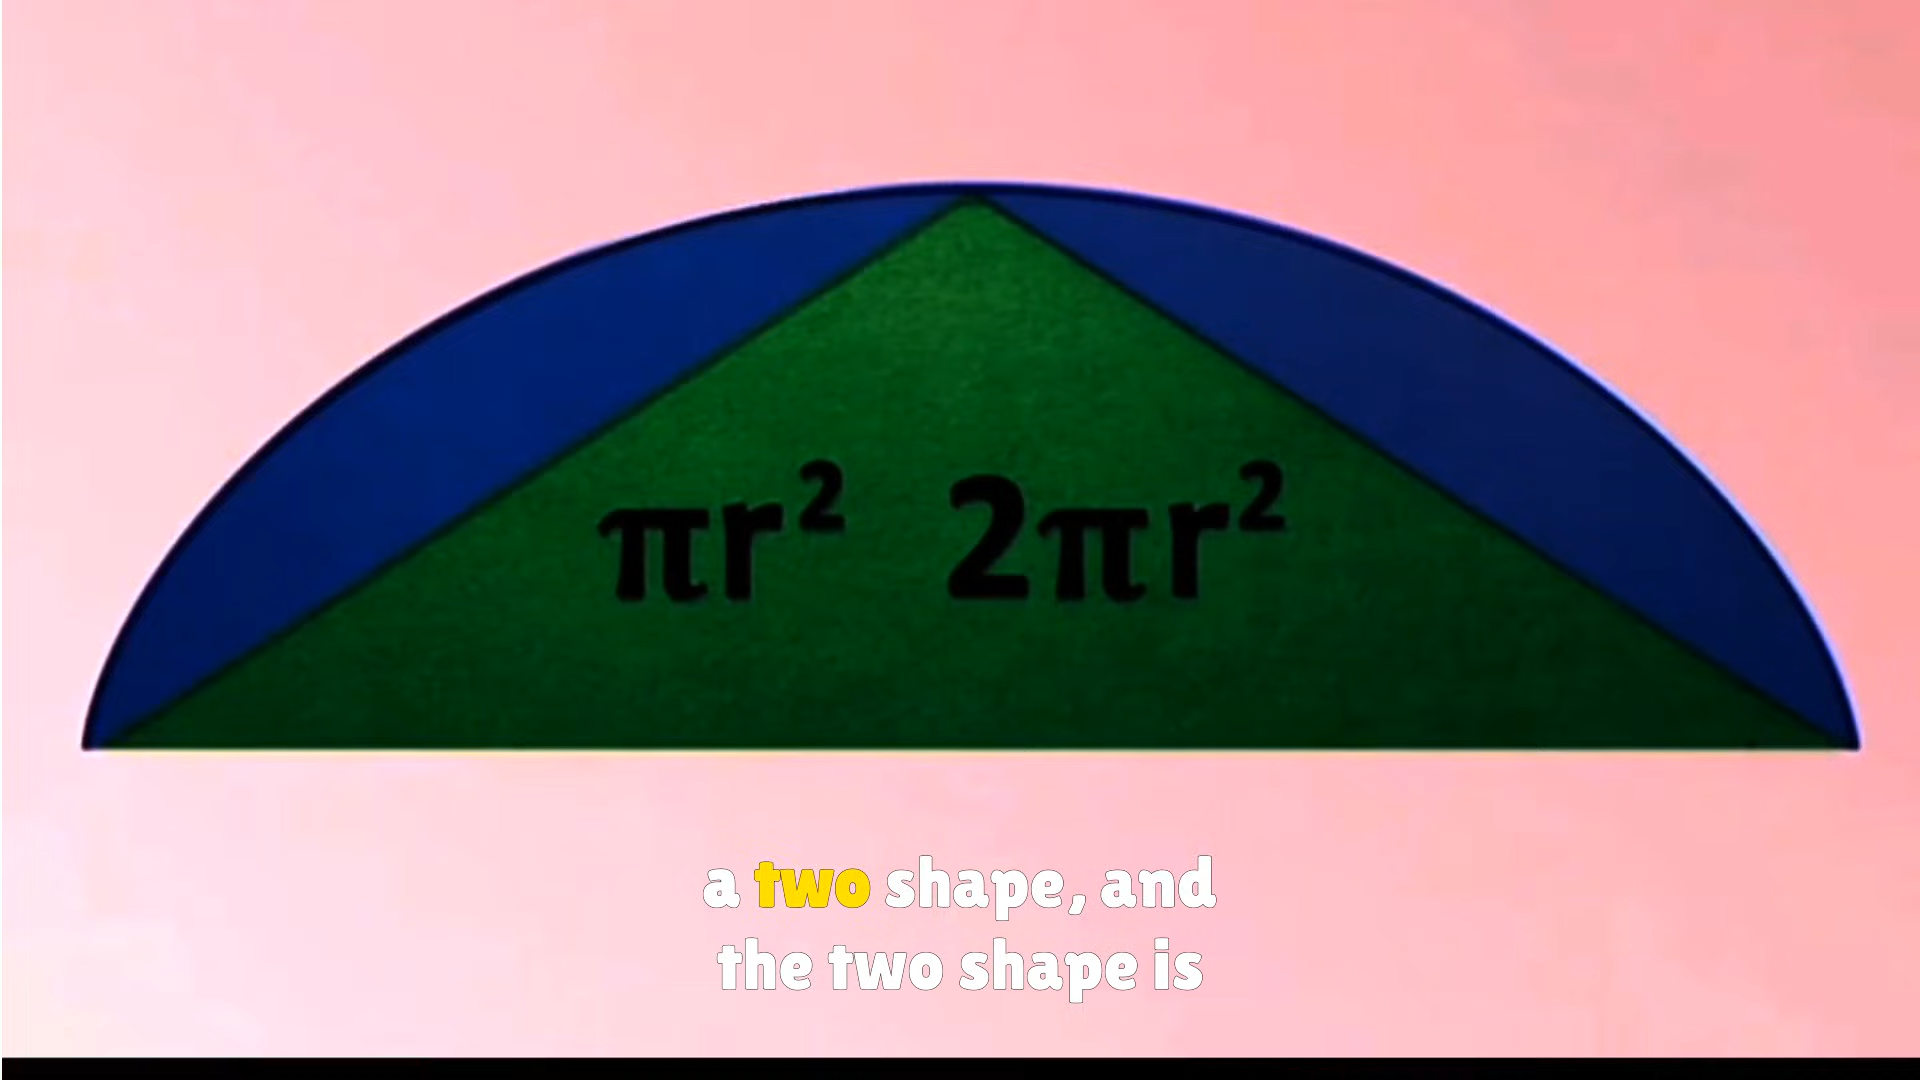 πr² 2πr²
a two shape, and
the two shape is